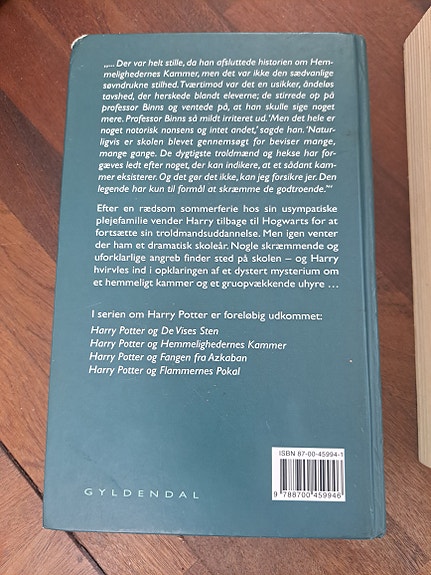 „... Der var helt stille, da han afsluttede historien om Hem-
melighedernes Kammer, men det var ikke den sædvanlige
søvndrukne stilhed. Tværtimod var det en usikker, åndeløs
tavshed, der herskede blandt eleverne; de stirrede op på
professor Binns og ventede på, at han skulle sige noget
mere. Professor Binns så mildt irriteret ud. 'Men det hele er
noget notorisk nonsens og intet andet,' sagde han. 'Natur-
ligvis er skolen blevet gennemsøgt for beviser mange,
mange gange. De dygtigste troldmænd og hekse har for-
gæves ledt efter noget, der kan indikere, at et sådant kam-
mer eksisterer. Og det gør det ikke, kan jeg forsikre jer. Den
legende har kun til formål at skræmme de godtroende.'“
Efter en rædsom sommerferie hos sin usympatiske
plejefamilie vender Harry tilbage til Hogwarts for at
fortsætte sin troldmandsuddannelse. Men igen venter
der ham et dramatisk skoleår. Nogle skræmmende og
uforklarlige angreb finder sted på skolen – og Harry
hvirvles ind i opklaringen af et dystert mysterium om
et hemmeligt kammer og et gruopvækkende uhyre ...
I serien om Harry Potter er foreløbig udkommet:
Harry Potter og De Vises Sten
Harry Potter og Hemmelighedernes Kammer
Harry Potter og Fangen fra Azkaban
Harry Potter og Flammernes Pokal
ISBN 87-00-45994-1
9 788700 459946
GYLDENDAL